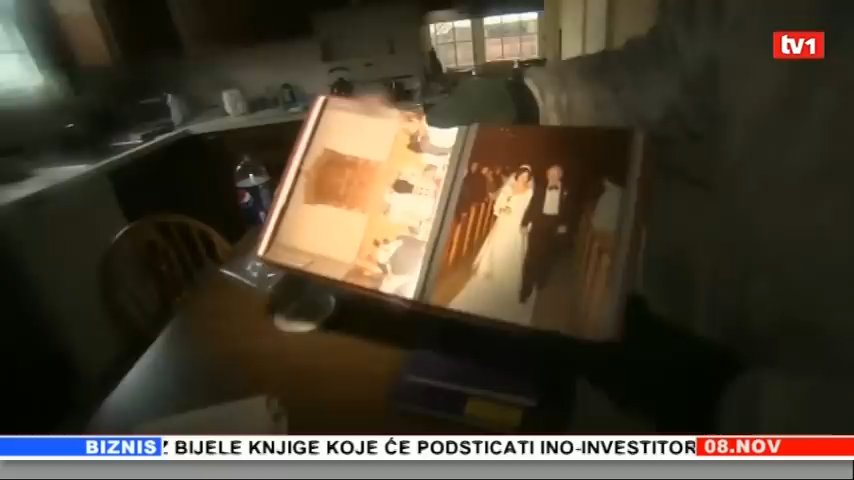 tv1
BIZNIS
BIJELE KNJIGE KOJE ĆE PODSTICATI INO-INVESTITOR
08.NOV